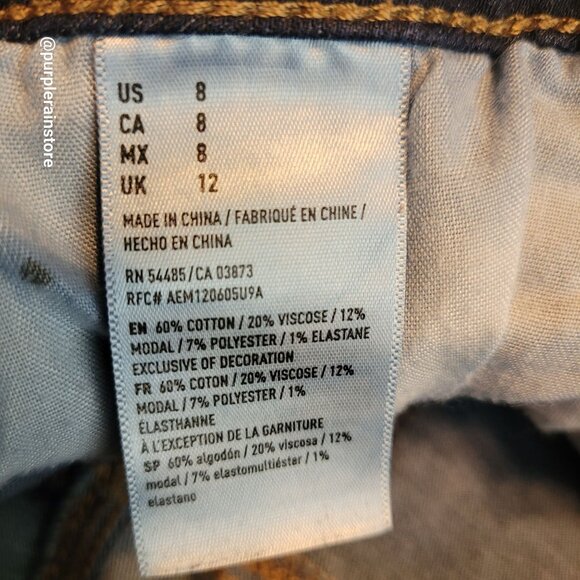 @purplerainstore
US 8
CA 8
MX 8
UK 12
MADE IN CHINA / FABRIQUÉ EN CHINE /
HECHO EN CHINA
RN 54485 / CA 03873
RFC# AEM120605U9A
EN 60% COTTON / 20% VISCOSE / 12%
MODAL / 7% POLYESTER / 1% ELASTANE
EXCLUSIVE OF DECORATION
FR 60% COTON / 20% VISCOSE / 12%
MODAL / 7% POLYESTER / 1%
ÉLASTHANNE
À L'EXCEPTION DE LA GARNITURE
SP 60% algodón / 20% viscosa / 12%
modal / 7% elastomultiéster / 1%
elastano